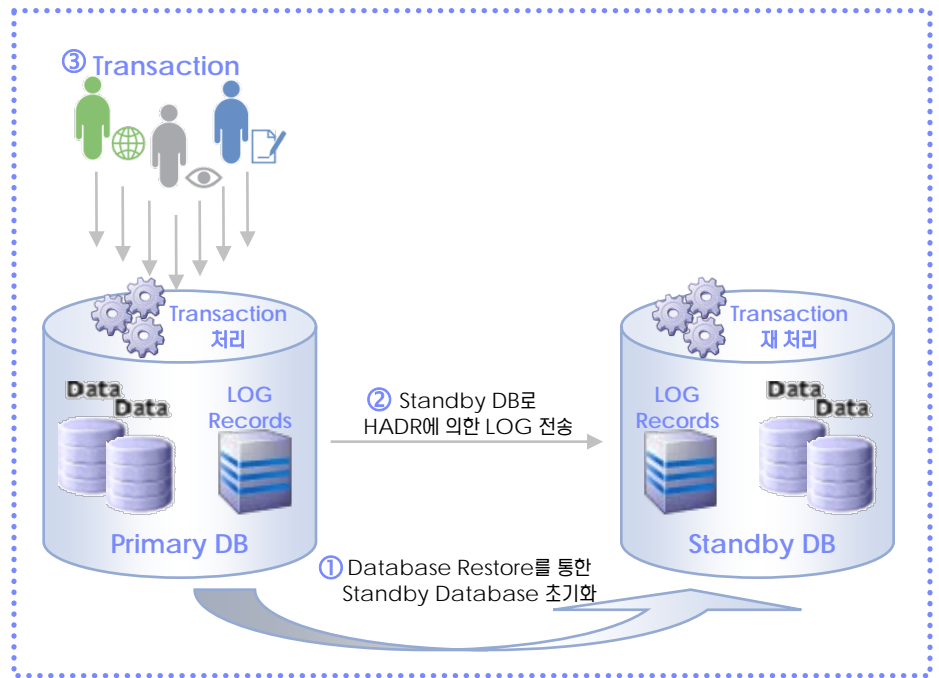 ③ Transaction
Transaction
처리
Data
Data
LOG
Records
Primary DB
② Standby DB로
HADR에 의한 LOG 전송
Transaction
재 처리
LOG
Records
Data
Data
Standby DB
① Database Restore를 통한
Standby Database 초기화